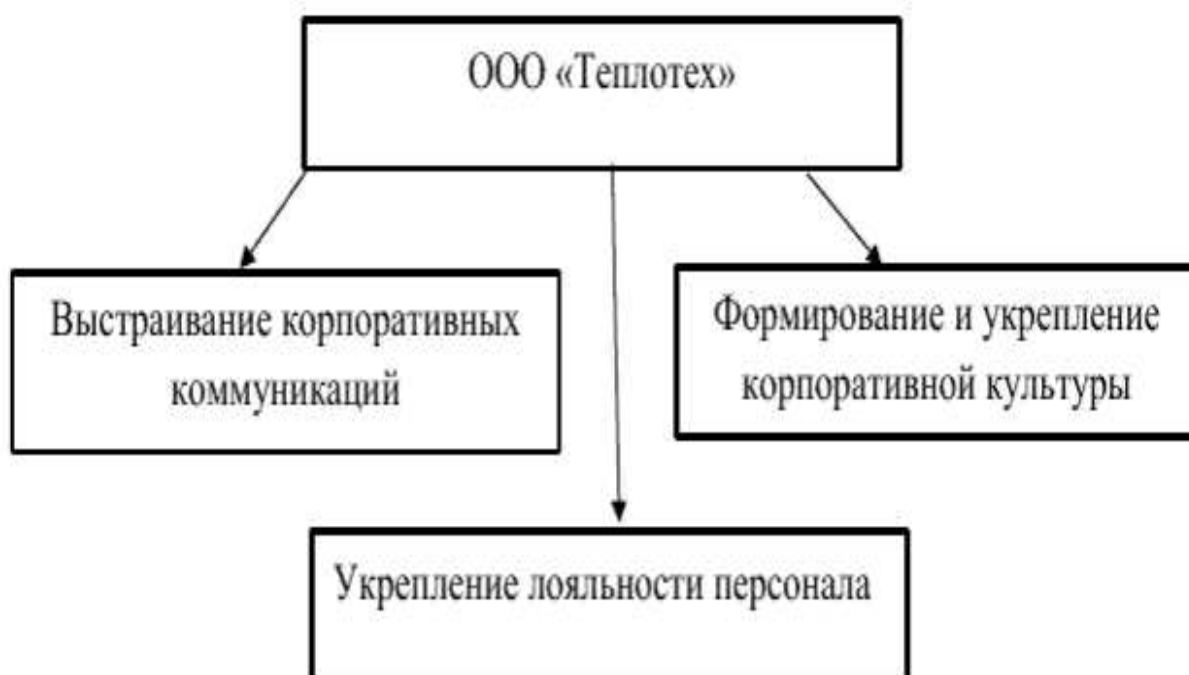 ООО «Теплотех»
Выстраивание корпоративных
коммуникаций
Формирование и укрепление
корпоративной культуры
Укрепление лояльности персонала